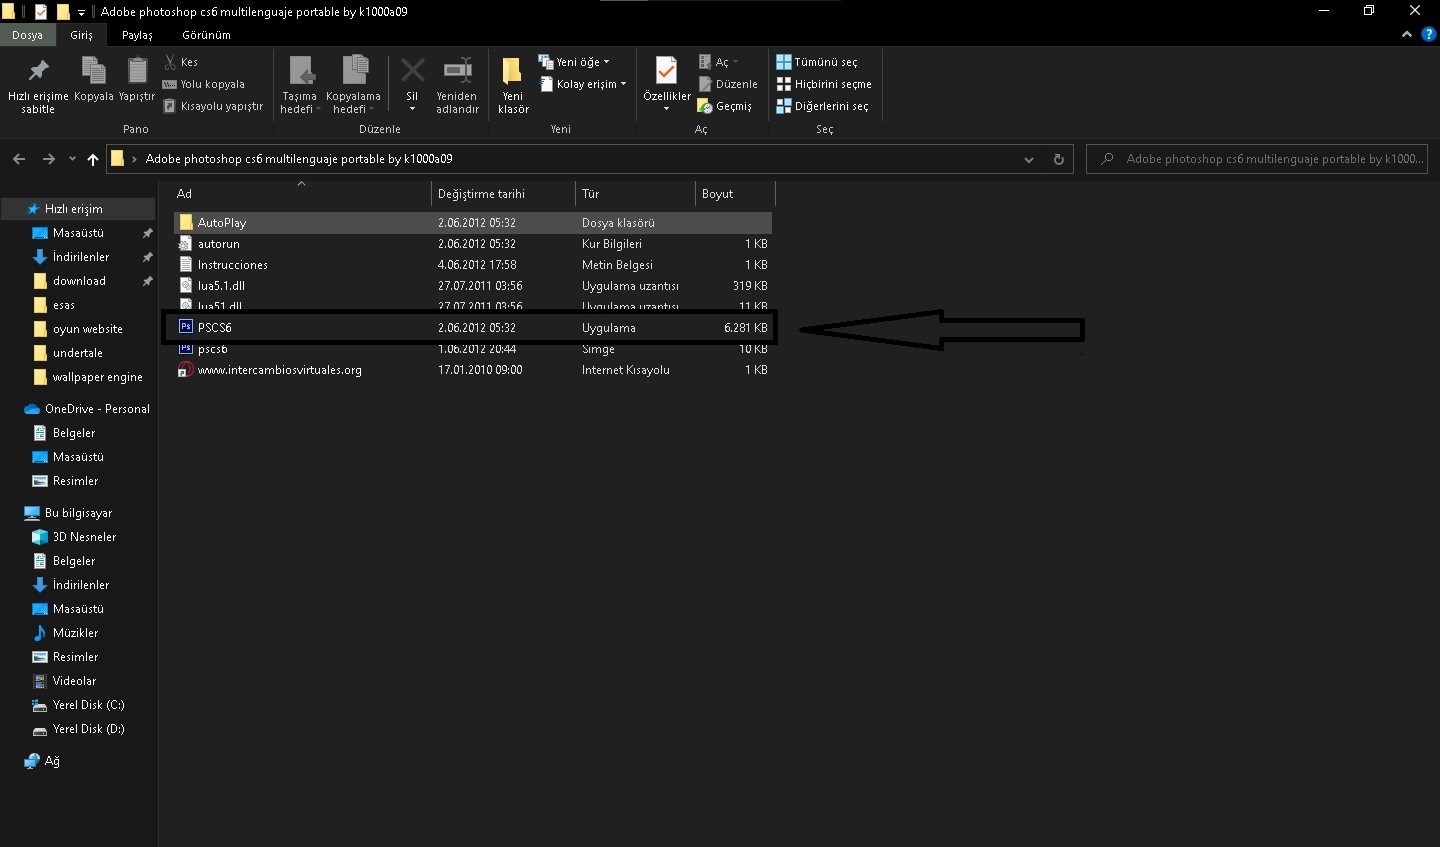 Adobe photoshop cs6 multilenguaje portable by k1000a09
Dosya Giriş Paylaş Görünüm
Hızlı erişime sabitle
Kopyala
Yapıştır
Kes
Yolu kopyala
Kısayolu yapıştır
Pano
Taşıma hedefi
Kopyalama hedefi
Sil
Yeniden adlandır
Düzenle
Yeni klasör
Yeni öğe
Kolay erişim
Yeni
Özellikler
Aç
Düzenle
Geçmiş
Aç
Tümünü seç
Hiçbirini seçme
Diğerlerini seç
Seç
Adobe photoshop cs6 multilenguaje portable by k1000a09
Adobe photoshop cs6 multilenguaje portable by k1000...
Hızlı erişim
Masaüstü
İndirilenler
download
esas
oyun website
undertale
wallpaper engine
OneDrive - Personal
Belgeler
Masaüstü
Resimler
Bu bilgisayar
3D Nesneler
Belgeler
İndirilenler
Masaüstü
Müzikler
Resimler
Videolar
Yerel Disk (C:)
Yerel Disk (D:)
Ağ
Ad Değiştirme tarihi Tür Boyut
AutoPlay 2.06.2012 05:32 Dosya klasörü
autorun 2.06.2012 05:32 Kur Bilgileri 1 KB
Instrucciones 4.06.2012 17:58 Metin Belgesi 1 KB
lua5.1.dll 27.07.2011 03:56 Uygulama uzantısı 319 KB
lua51.dll 27.07.2011 03:56 Uygulama uzantısı 11 KB
Ps PSCS6 2.06.2012 05:32 Uygulama 6.281 KB
Ps pscs6 1.06.2012 20:44 Simge 10 KB
www.intercambiosvirtuales.org 17.01.2010 09:00 Internet Kısayolu 1 KB